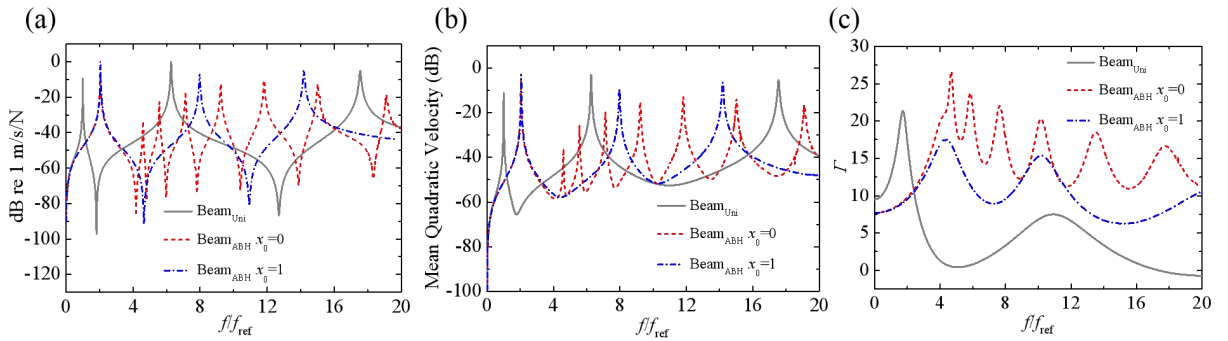 (a)
dB re 1 m/s/N
0
-20
-40
-60
-80
-100
-120
Beam_Uni
Beam_ABH x_0=0
Beam_ABH x_0=1
0 4 8 12 16 20
f/f_ref
(b)
Mean Quadratic Velocity (dB)
0
-20
-40
-60
-80
-100
Beam_Uni
Beam_ABH x_0=0
Beam_ABH x_0=1
0 4 8 12 16 20
f/f_ref
(c)
Γ
30
25
20
15
10
5
0
Beam_Uni
Beam_ABH x_0=0
Beam_ABH x_0=1
0 4 8 12 16 20
f/f_ref